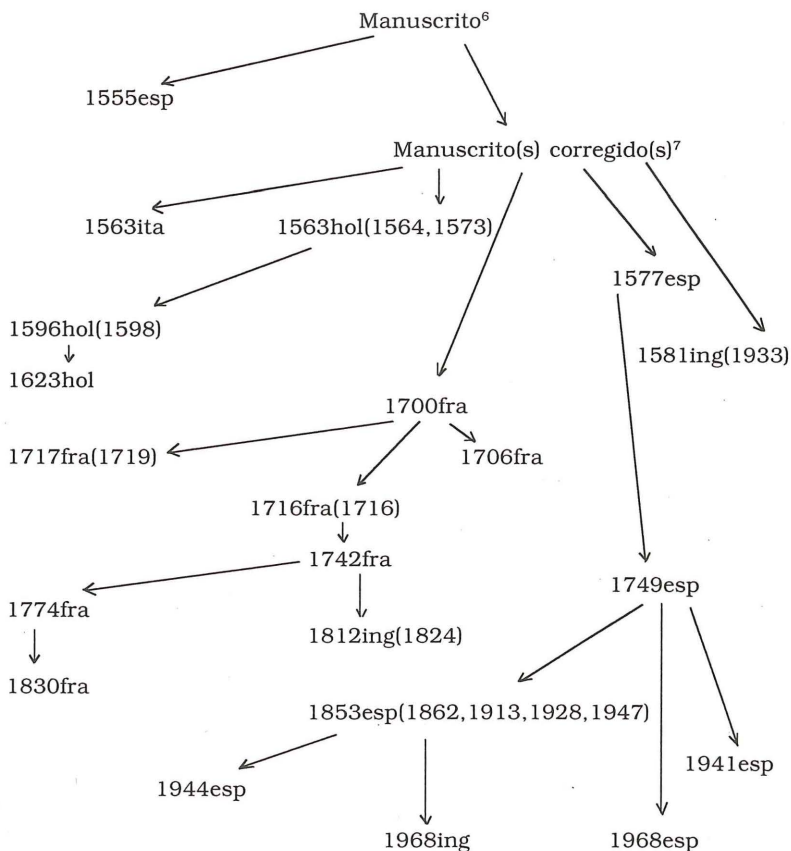 Manuscrito⁶
1555esp
Manuscrito(s) corregido(s)⁷
1563ita
1563hol(1564,1573)
1577esp
1596hol(1598)
1581ing(1933)
1623hol
1700fra
1717fra(1719)
1706fra
1716fra(1716)
1742fra
1749esp
1774fra
1812ing(1824)
1830fra
1853esp(1862,1913,1928,1947)
1941esp
1944esp
1968ing
1968esp